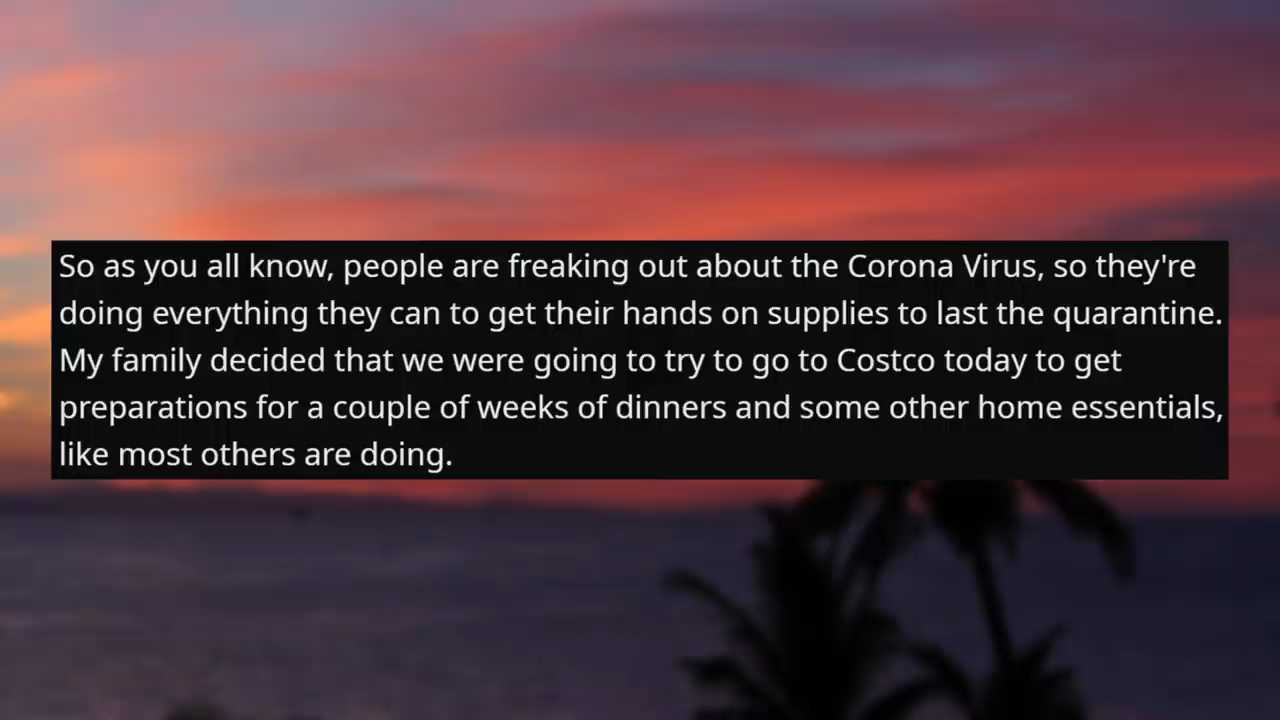 So as you all know, people are freaking out about the Corona Virus, so they're
doing everything they can to get their hands on supplies to last the quarantine.
My family decided that we were going to try to go to Costco today to get
preparations for a couple of weeks of dinners and some other home essentials,
like most others are doing.